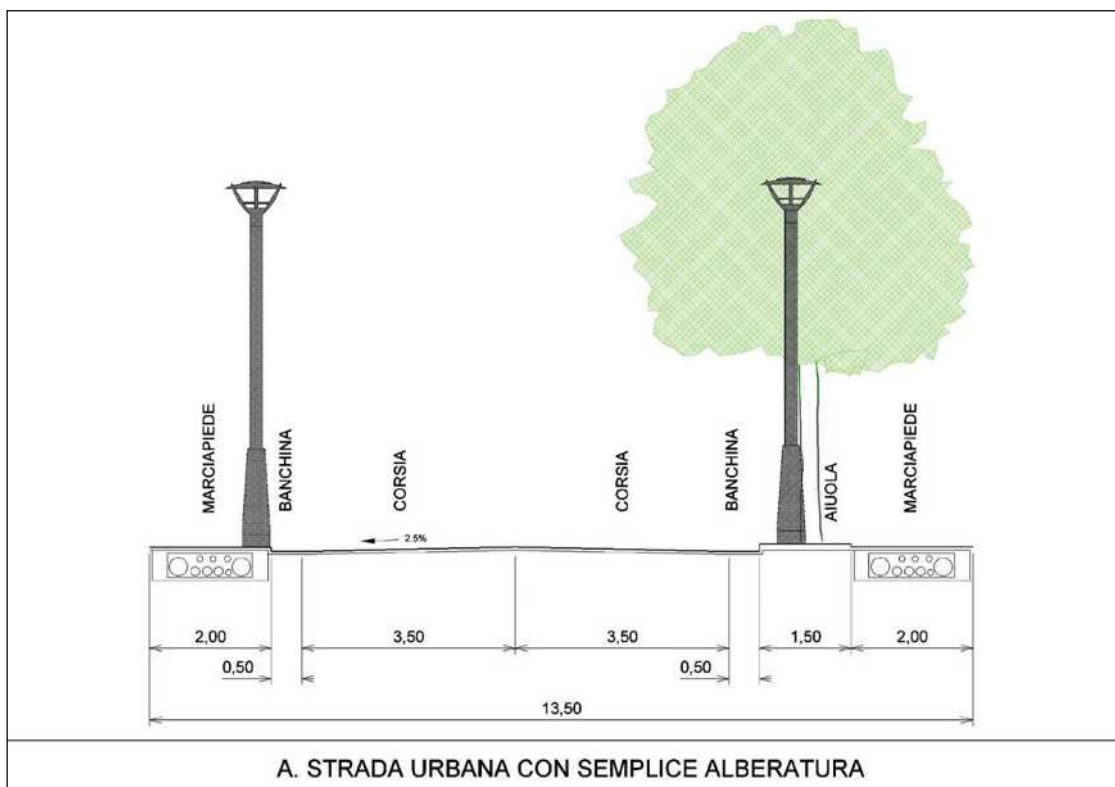 MARCIAPIEDE
BANCHINA
CORSIA
CORSIA
BANCHINA
AIUOLA
MARCIAPIEDE
2.5%
2,00
3,50
3,50
1,50
2,00
0,50
0,50
13,50
A. STRADA URBANA CON SEMPLICE ALBERATURA